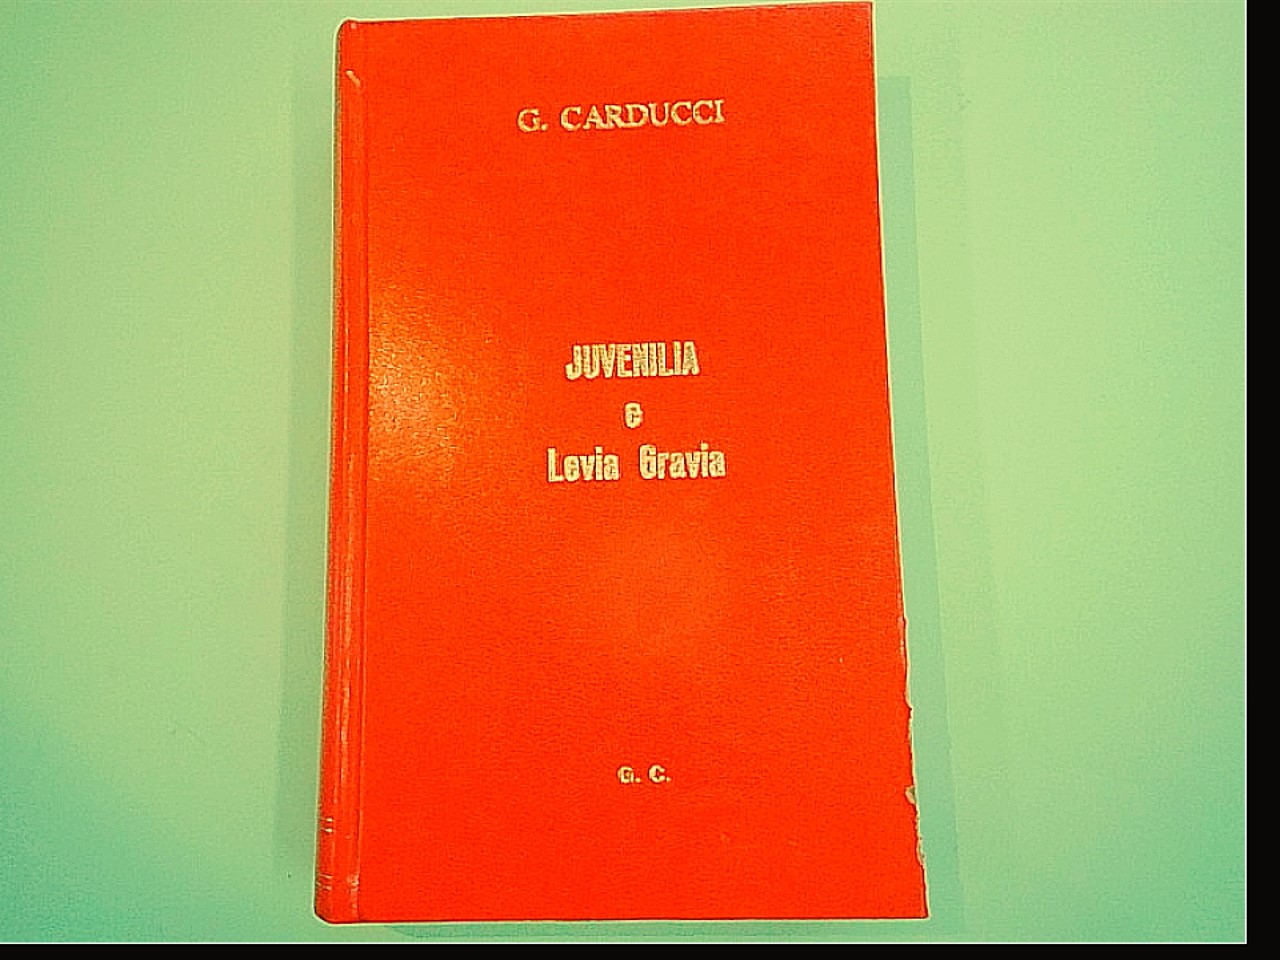 G. CARDUCCI
JUVENILIA
e
Levia Gravia
G. C.